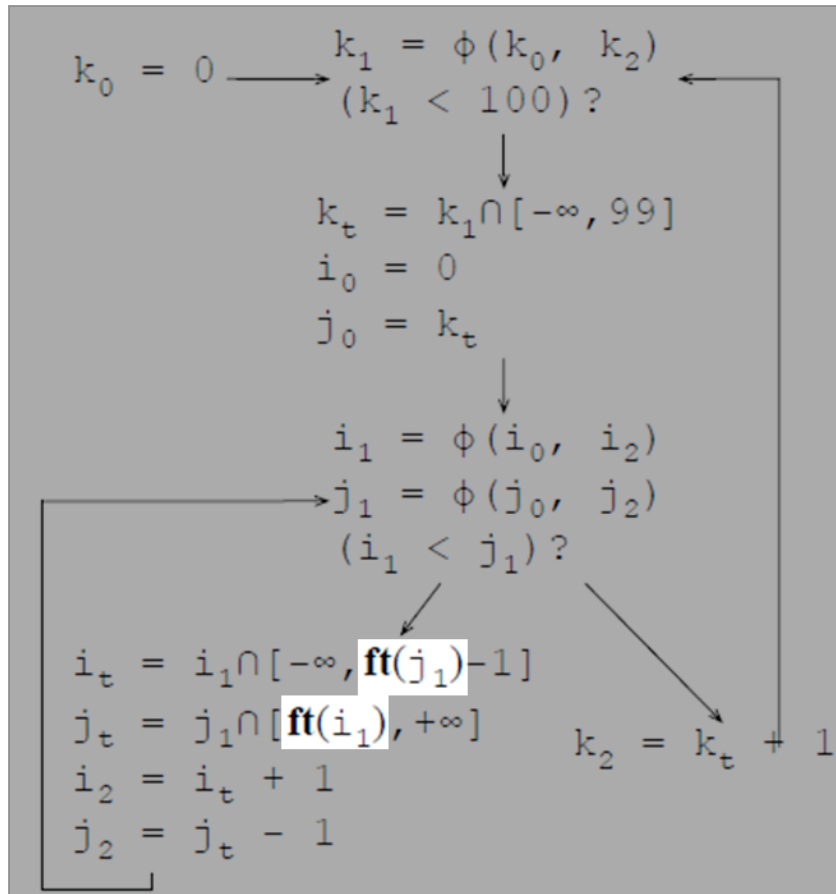 k₀ = 0
k₁ = ϕ(k₀, k₂)
(k₁ < 100)?
kₜ = k₁∩[-∞,99]
i₀ = 0
j₀ = kₜ
i₁ = ϕ(i₀, i₂)
j₁ = ϕ(j₀, j₂)
(i₁ < j₁)?
iₜ = i₁∩[-∞,ft(j₁)-1]
jₜ = j₁∩[ft(i₁),+∞]
i₂ = iₜ + 1
j₂ = jₜ - 1
k₂ = kₜ + 1